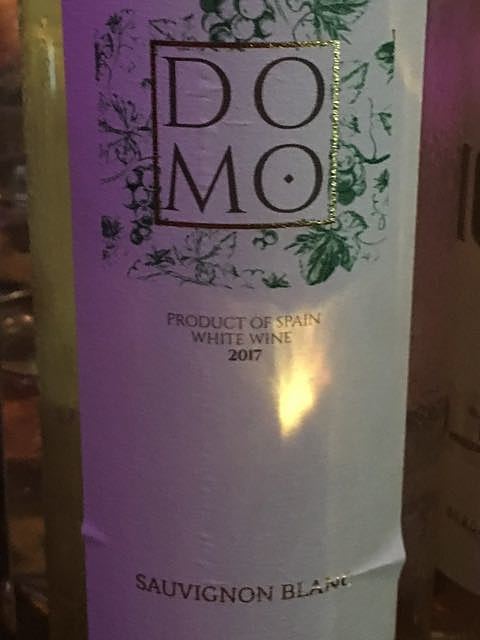 DO
MO
PRODUCT OF SPAIN
WHITE WINE
2017
SAUVIGNON BLANC